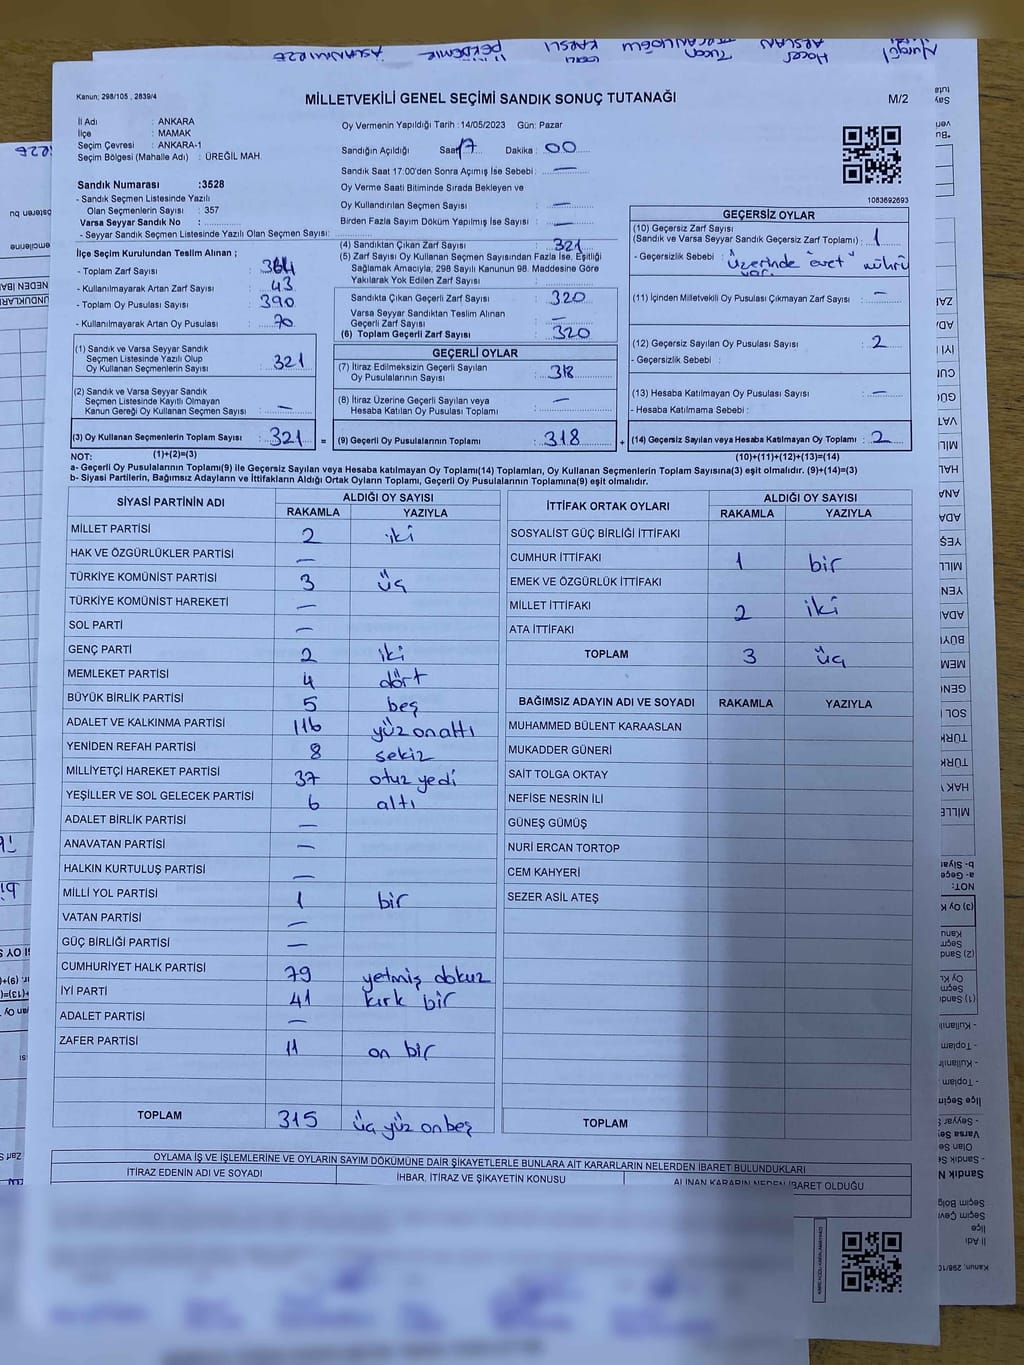 Kanun; 298/105 , 2839/4
MİLLETVEKİLİ GENEL SEÇİMİ SANDIK SONUÇ TUTANAĞI
M/2
İl Adı : ANKARA
İlçe : MAMAK
Seçim Çevresi : ANKARA-1
Seçim Bölgesi (Mahalle Adı) : ÜREĞİL MAH.
Sandık Numarası :3528
- Sandık Seçmen Listesinde Yazılı
Olan Seçmenlerin Sayısı : 357
Varsa Seyyar Sandık No :
- Seyyar Sandık Seçmen Listesinde Yazılı Olan Seçmen Sayısı:
Oy Vermenin Yapıldığı Tarih :14/05/2023 Gün: Pazar
Sandığın Açıldığı Saat 17 Dakika : 00
Sandık Saat 17:00'den Sonra Açımış İse Sebebi : —
Oy Verme Saati Bitiminde Sırada Bekleyen ve
Oy Kullandırılan Seçmen Sayısı : —
Birden Fazla Sayım Döküm Yapılmış İse Sayısı : —
1063692693
İlçe Seçim Kurulundan Teslim Alınan ;
- Toplam Zarf Sayısı : 364
- Kullanılmayarak Artan Zarf Sayısı : 43
- Toplam Oy Pusulası Sayısı : 390
- Kullanılmayarak Artan Oy Pusulası : 70
(4) Sandıktan Çıkan Zarf Sayısı : 321
(5) Zarf Sayısı Oy Kullanan Seçmen Sayısından Fazla İse, Eşitliği
Sağlamak Amacıyla, 298 Sayılı Kanunun 98. Maddesine Göre
Yakılarak Yok Edilen Zarf Sayısı :
Sandıkta Çıkan Geçerli Zarf Sayısı : 320
Varsa Seyyar Sandıktan Teslim Alınan
Geçerli Zarf Sayısı : —
(6) Toplam Geçerli Zarf Sayısı : 320
GEÇERSİZ OYLAR
(10) Geçersiz Zarf Sayısı
(Sandık ve Varsa Seyyar Sandık Geçersiz Zarf Toplamı) : 1
- Geçersizlik Sebebi : "üzerinde "evet" mührü
var.
(11) İçinden Milletvekili Oy Pusulası Çıkmayan Zarf Sayısı : —
(12) Geçersiz Sayılan Oy Pusulası Sayısı : 2
- Geçersizlik Sebebi :
(13) Hesaba Katılmayan Oy Pusulası Sayısı : —
- Hesaba Katılmama Sebebi :
(14) Geçersiz Sayılan veya Hesaba Katılmayan Oy Toplamı : 2
(10)+(11)+(12)+(13)=(14)
(1) Sandık ve Varsa Seyyar Sandık
Seçmen Listesinde Yazılı Olup
Oy Kullanan Seçmenlerin Sayısı : 321
(2) Sandık ve Varsa Seyyar Sandık
Seçmen Listesinde Kayıtlı Olmayan
Kanun Gereği Oy Kullanan Seçmen Sayısı : —
(3) Oy Kullanan Seçmenlerin Toplam Sayısı : 321 =
(1)+(2)=(3)
GEÇERLİ OYLAR
(7) İtiraz Edilmeksizin Geçerli Sayılan
Oy Pusulalarının Sayısı : 318
(8) İtiraz Üzerine Geçerli Sayılan veya
Hesaba Katılan Oy Pusulası Toplamı : —
(9) Geçerli Oy Pusulalarının Toplamı : 318 +
NOT:
a- Geçerli Oy Pusulalarının Toplamı(9) ile Geçersiz Sayılan veya Hesaba katılmayan Oy Toplamı(14) Toplamları, Oy Kullanan Seçmenlerin Toplam Sayısına(3) eşit olmalıdır. (9)+(14)=(3)
b- Siyasi Partilerin, Bağımsız Adayların ve İttifakların Aldığı Ortak Oyların Toplamı, Geçerli Oy Pusulalarının Toplamına(9) eşit olmalıdır.
SİYASİ PARTİNİN ADI ALDIĞI OY SAYISI
RAKAMLA YAZIYLA
MİLLET PARTİSİ 2 iki
HAK VE ÖZGÜRLÜKLER PARTİSİ —
TÜRKİYE KOMÜNİST PARTİSİ 3 üç
TÜRKİYE KOMÜNİST HAREKETİ —
SOL PARTİ —
GENÇ PARTİ 2 iki
MEMLEKET PARTİSİ 4 dört
BÜYÜK BİRLİK PARTİSİ 5 beş
ADALET VE KALKINMA PARTİSİ 116 yüz onaltı
YENİDEN REFAH PARTİSİ 8 sekiz
MİLLİYETÇİ HAREKET PARTİSİ 37 otuz yedi
YEŞİLLER VE SOL GELECEK PARTİSİ 6 altı
ADALET BİRLİK PARTİSİ —
ANAVATAN PARTİSİ —
HALKIN KURTULUŞ PARTİSİ —
MİLLİ YOL PARTİSİ 1 bir
VATAN PARTİSİ —
GÜÇ BİRLİĞİ PARTİSİ —
CUMHURİYET HALK PARTİSİ 79 yetmiş dokuz
İYİ PARTİ 41 kırk bir
ADALET PARTİSİ —
ZAFER PARTİSİ 11 on bir
TOPLAM 315 üç yüz onbeş
İTTİFAK ORTAK OYLARI ALDIĞI OY SAYISI
RAKAMLA YAZIYLA
SOSYALİST GÜÇ BİRLİĞİ İTTİFAKI
CUMHUR İTTİFAKI 1 bir
EMEK VE ÖZGÜRLÜK İTTİFAKI
MİLLET İTTİFAKI 2 iki
ATA İTTİFAKI
TOPLAM 3 üç
BAĞIMSIZ ADAYIN ADI VE SOYADI RAKAMLA YAZIYLA
MUHAMMED BÜLENT KARAASLAN
MUKADDER GÜNERİ
SAİT TOLGA OKTAY
NEFİSE NESRİN İLİ
GÜNEŞ GÜMÜŞ
NURİ ERCAN TORTOP
CEM KAHYERİ
SEZER ASİL ATEŞ
TOPLAM
OYLAMA İŞ VE İŞLEMLERİNE VE OYLARIN SAYIM DÖKÜMÜNE DAİR ŞİKAYETLERLE BUNLARA AİT KARARLARIN NELERDEN İBARET BULUNDUKLARI
İTİRAZ EDENİN ADI VE SOYADI İHBAR, İTİRAZ VE ŞİKAYETİN KONUSU ALINAN KARARIN NEDEN İBARET OLDUĞU